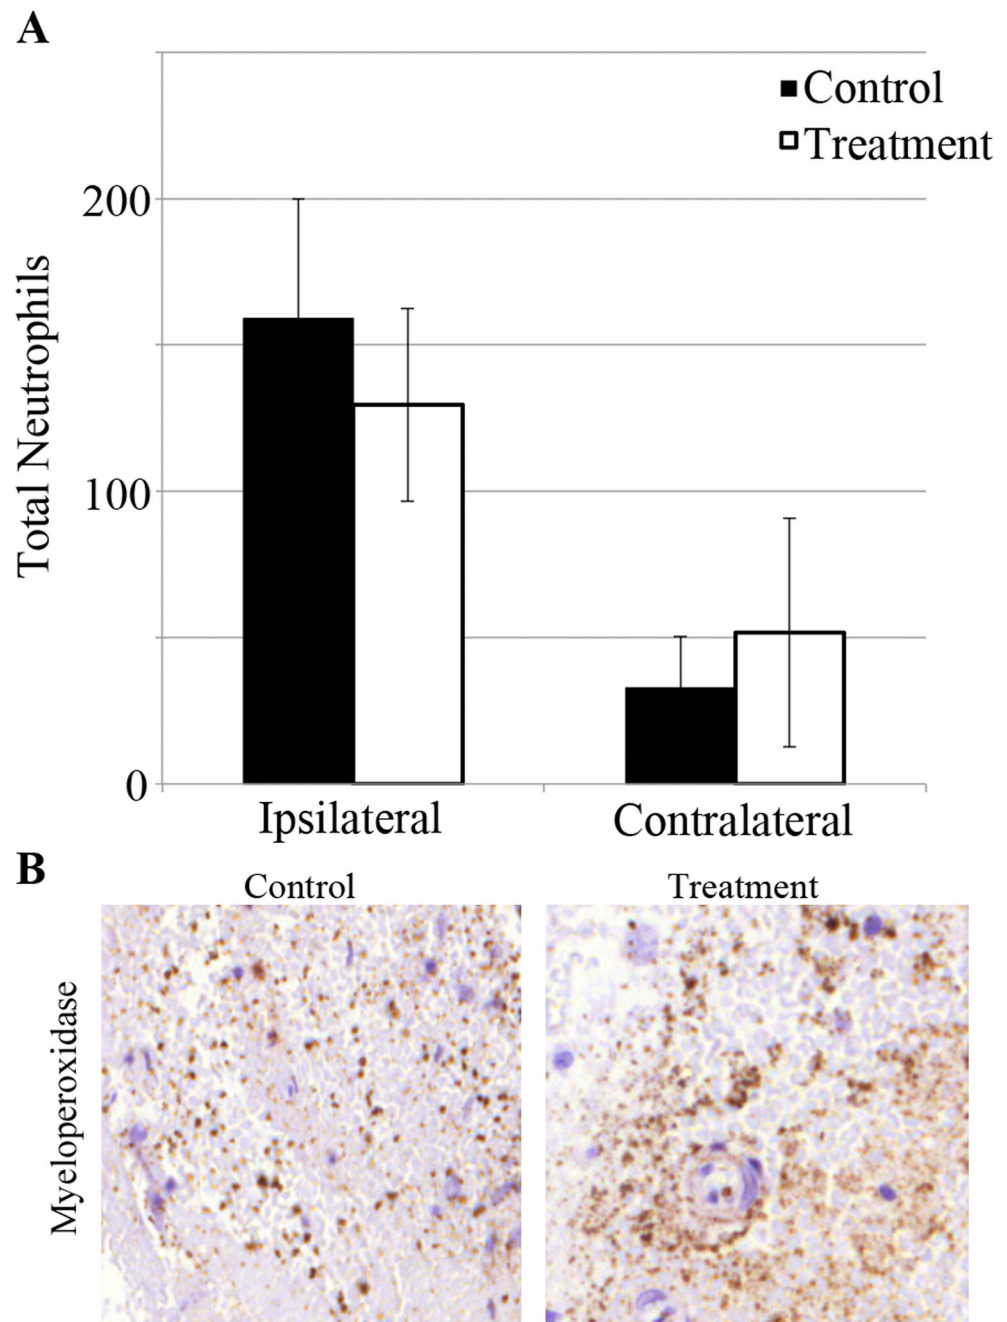 A
Control
Treatment
200
Total Neutrophils
100
0
Ipsilateral
Contralateral
B
Control
Treatment
Myeloperoxidase